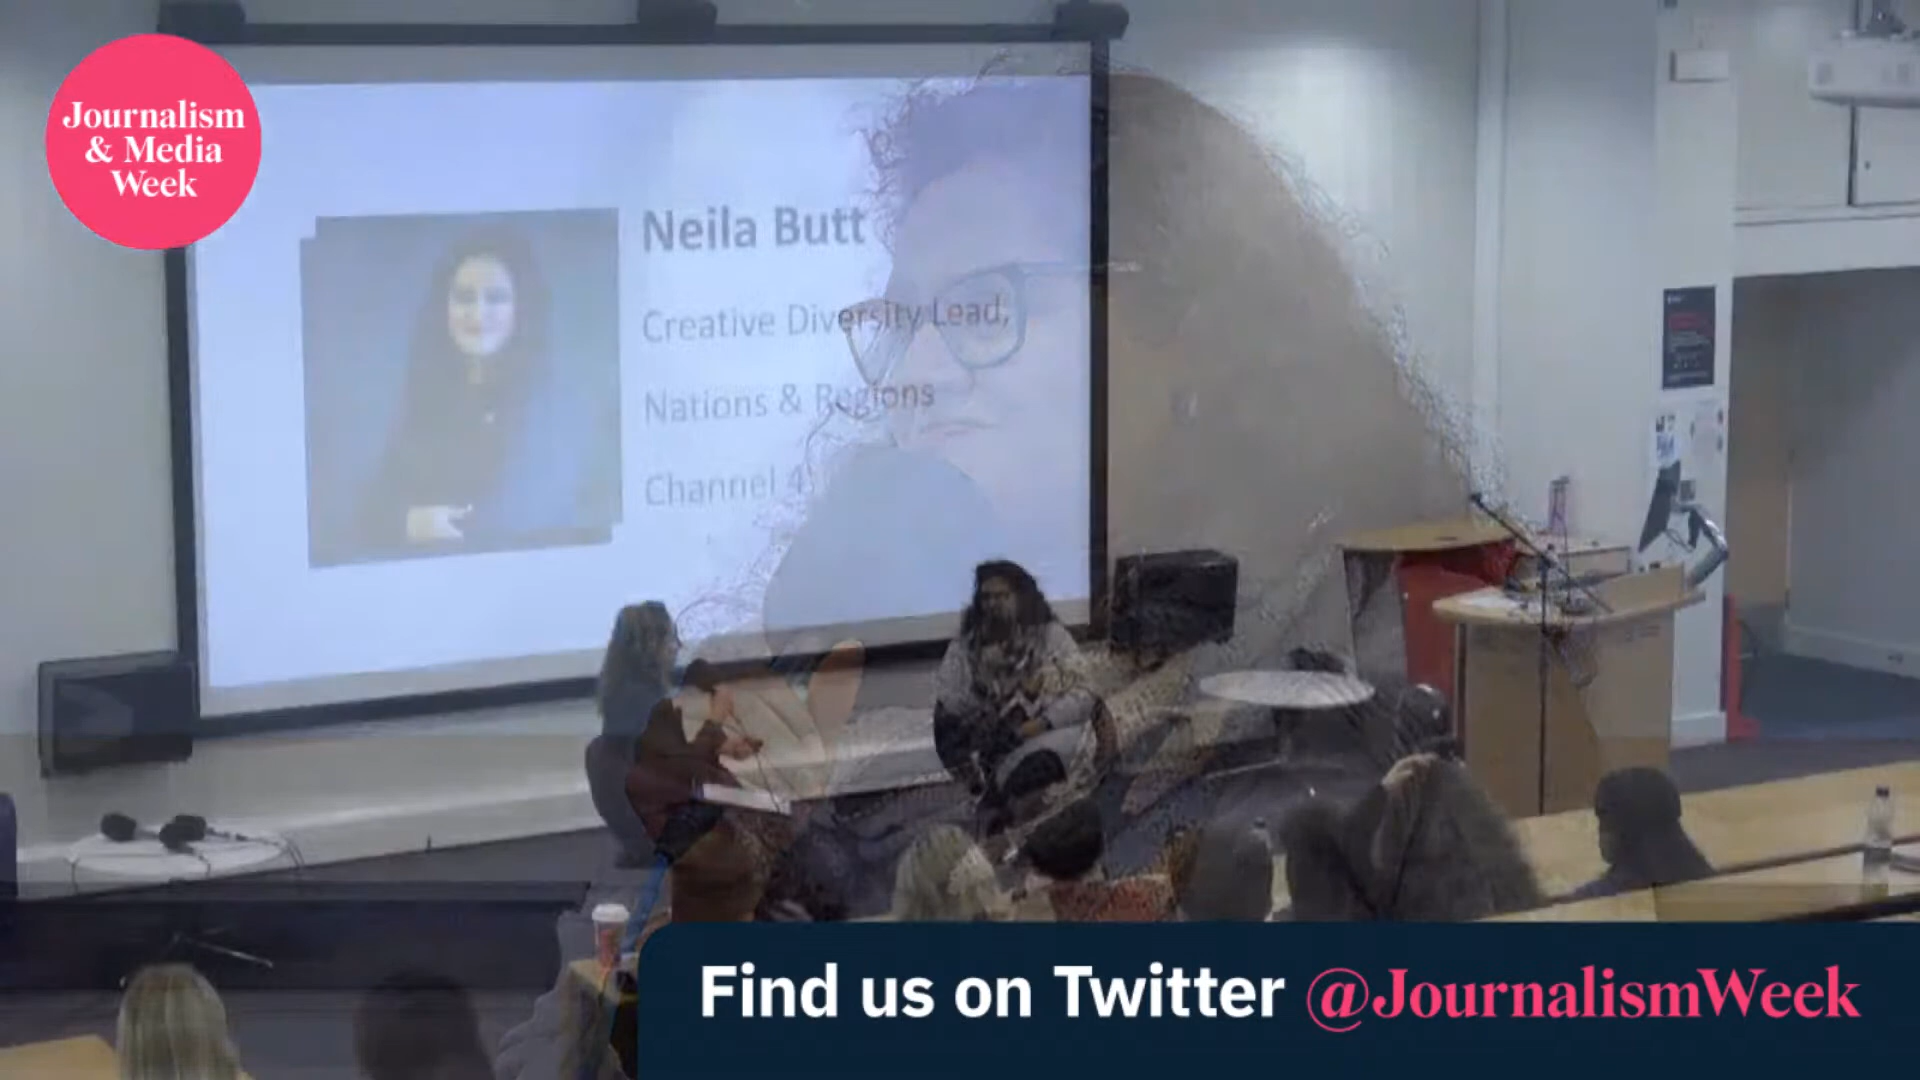 Journalism
& Media
Week
Neila Butt
Creative Diversity Lead,
Nations & Regions
Channel 4
Find us on Twitter @JournalismWeek